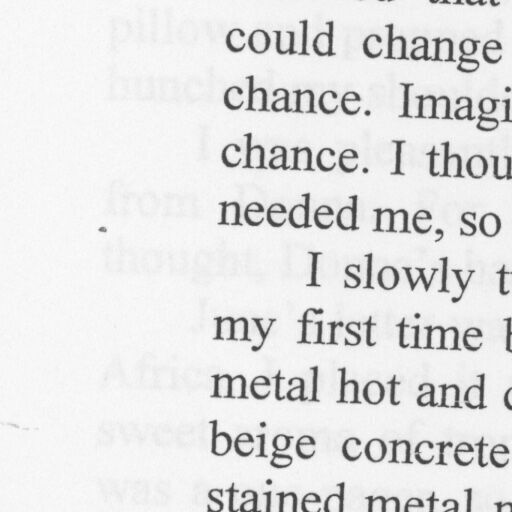 that
could change
chance. Imagi
chance. I thou
needed me, so
I slowly t
my first time b
metal hot and c
beige concrete
stained metal